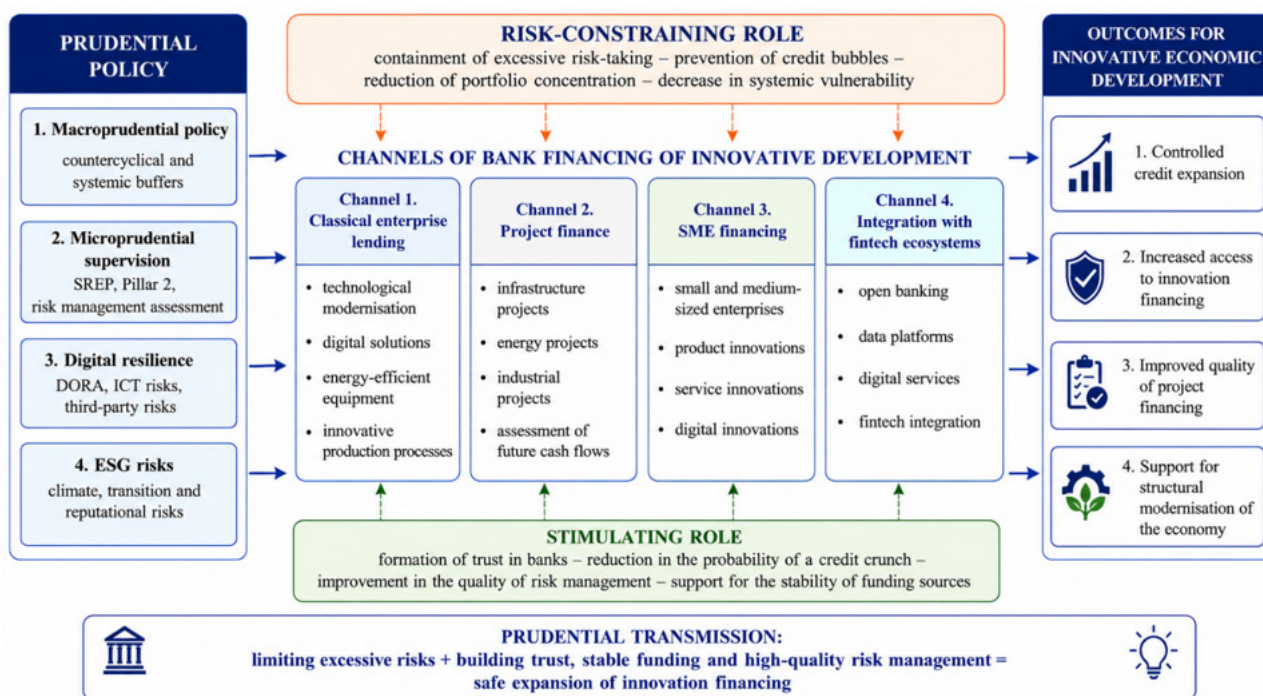 PRUDENTIAL
POLICY
1. Macroprudential policy
countercyclical and
systemic buffers
2. Microprudential
supervision
SREP, Pillar 2,
risk management assessment
3. Digital resilience
DORA, ICT risks,
third-party risks
4. ESG risks
climate, transition and
reputational risks
RISK-CONSTRAINING ROLE
containment of excessive risk-taking – prevention of credit bubbles –
reduction of portfolio concentration – decrease in systemic vulnerability
CHANNELS OF BANK FINANCING OF INNOVATIVE DEVELOPMENT
Channel 1.
Classical enterprise
lending
• technological
modernisation
• digital solutions
• energy-efficient
equipment
• innovative
production processes
Channel 2.
Project finance
• infrastructure
projects
• energy projects
• industrial
projects
• assessment of
future cash flows
Channel 3.
SME financing
• small and medium-
sized enterprises
• product innovations
• service innovations
• digital innovations
Channel 4.
Integration with
fintech ecosystems
• open banking
• data platforms
• digital services
• fintech integration
STIMULATING ROLE
formation of trust in banks – reduction in the probability of a credit crunch –
improvement in the quality of risk management – support for the stability of funding sources
OUTCOMES FOR
INNOVATIVE ECONOMIC
DEVELOPMENT
1. Controlled
credit expansion
2. Increased access
to innovation
financing
3. Improved quality
of project
financing
4. Support for
structural
modernisation of
the economy
PRUDENTIAL TRANSMISSION:
limiting excessive risks + building trust, stable funding and high-quality risk management =
safe expansion of innovation financing